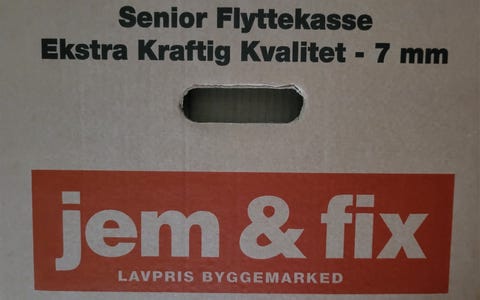 Senior Flyttekasse
Ekstra Kraftig Kvalitet - 7 mm
jem & fix
LAVPRIS BYGGEMARKED